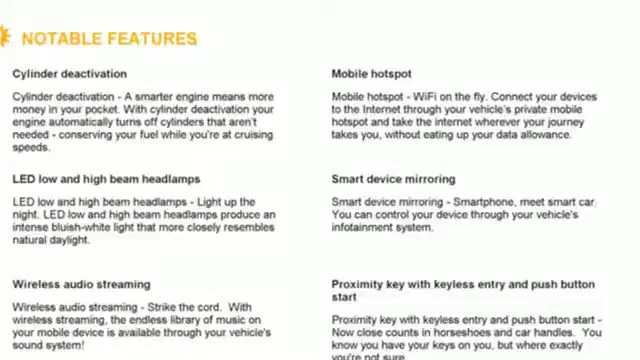 NOTABLE FEATURES
Cylinder deactivation
Cylinder deactivation - A smarter engine means more
money in your pocket. With cylinder deactivation your
engine automatically turns off cylinders that aren't
needed - conserving your fuel while you're at cruising
speeds.
LED low and high beam headlamps
LED low and high beam headlamps - Light up the
night. LED low and high beam headlamps produce an
intense bluish-white light that more closely resembles
natural daylight.
Wireless audio streaming
Wireless audio streaming - Strike the cord. With
wireless streaming, the endless library of music on
your mobile device is available through your vehicle's
sound system!
Mobile hotspot
Mobile hotspot - WiFi on the fly. Connect your devices
to the Internet through your vehicle's private mobile
hotspot and take the internet wherever your journey
takes you, without eating up your data allowance.
Smart device mirroring
Smart device mirroring - Smartphone, meet smart car.
You can control your device through your vehicle's
infotainment system.
Proximity key with keyless entry and push button
start
Proximity key with keyless entry and push button start -
Now close counts in horseshoes and car handles. You
know you have your keys on you, but where exactly
you're not sure